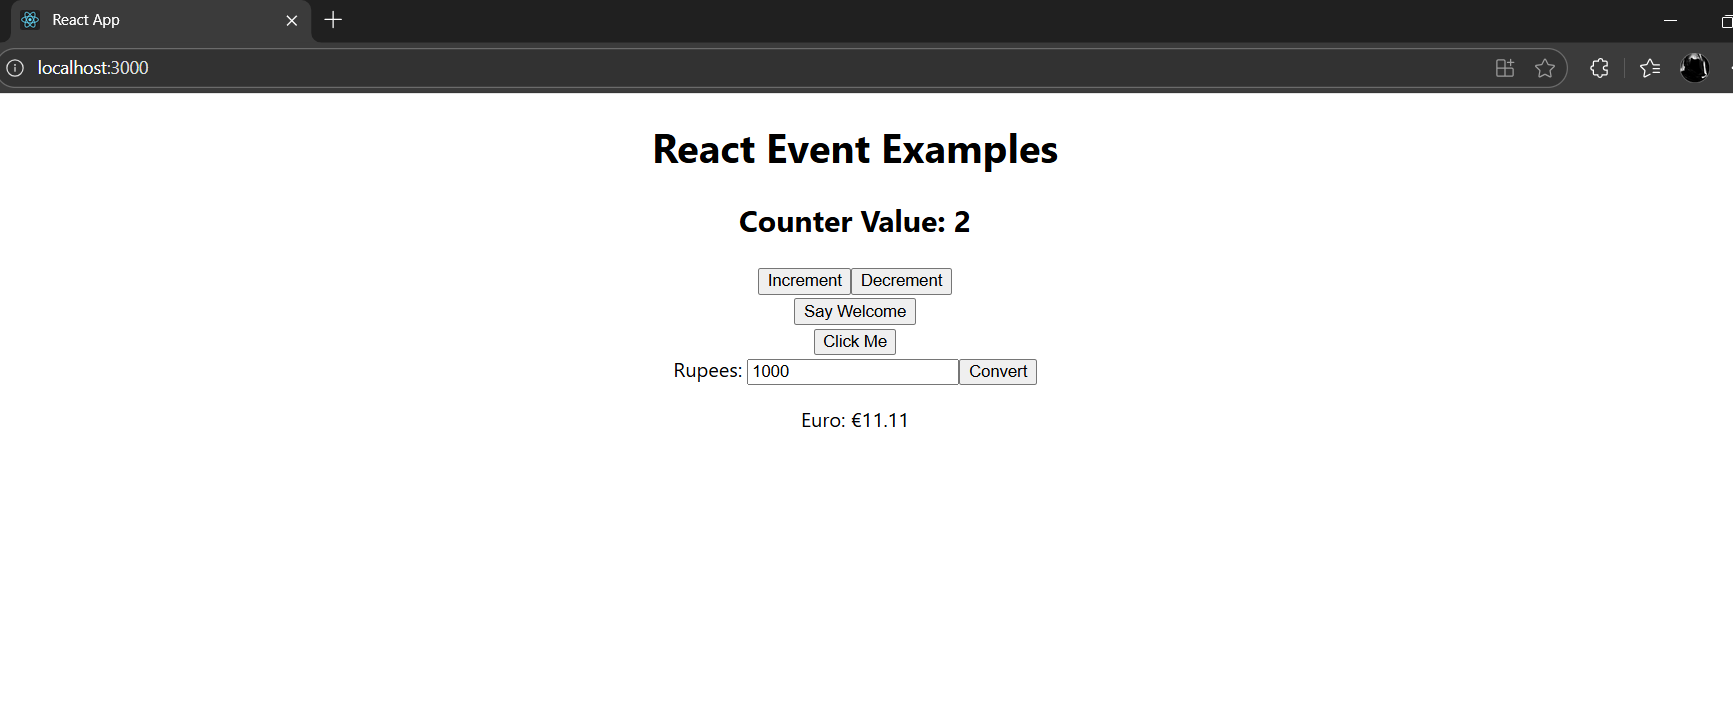 React App
localhost:3000
React Event Examples
Counter Value: 2
Increment Decrement
Say Welcome
Click Me
Rupees: 1000 Convert
Euro: €11.11